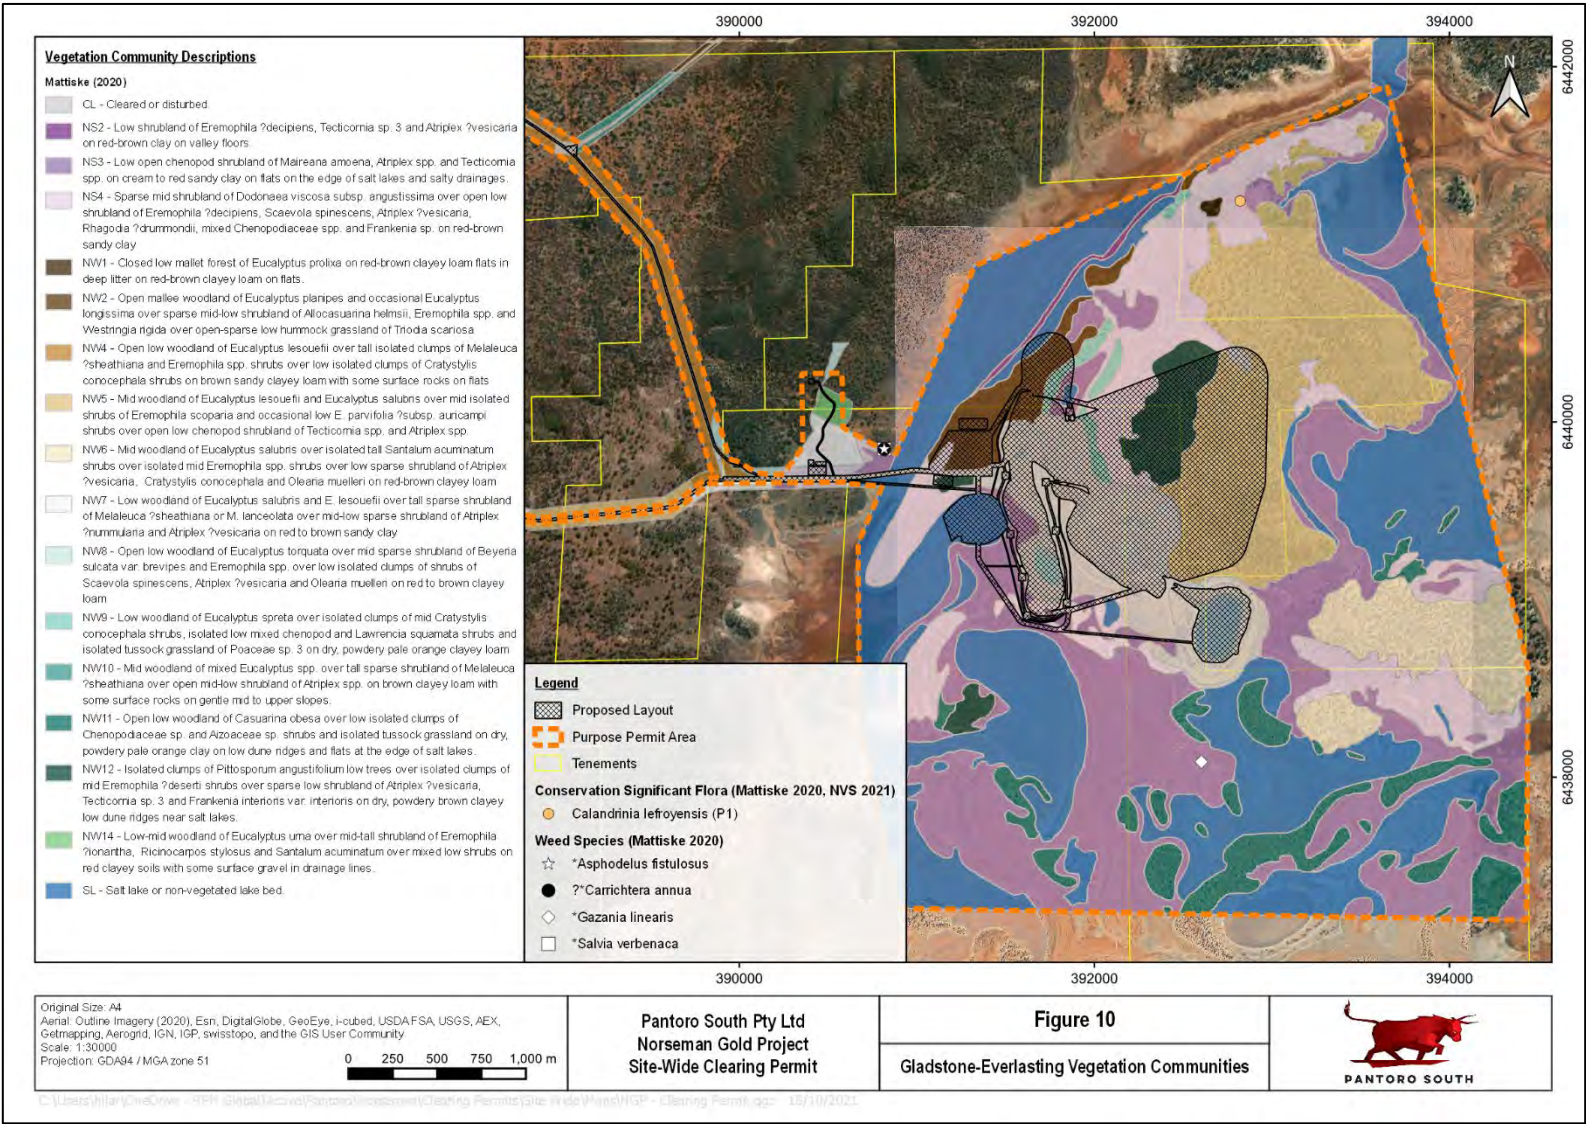 390000
392000
394000
6442000
6440000
6438000
390000
392000
394000
N
Vegetation Community Descriptions
Mattiske (2020)
CL - Cleared or disturbed.
NS2 - Low shrubland of Eremophila ?decipiens, Tecticornia sp. 3 and Atriplex ?vesicaria
on red-brown clay on valley floors.
NS3 - Low open chenopod shrubland of Maireana amoena, Atriplex spp. and Tecticornia
spp. on cream to red sandy clay on flats on the edge of salt lakes and salty drainages.
NS4 - Sparse mid shrubland of Dodonaea viscosa subsp. angustissima over open low
shrubland of Eremophila ?decipiens, Scaevola spinescens, Atriplex ?vesicaria,
Rhagodia ?drummondii, mixed Chenopodiaceae spp. and Frankenia sp. on red-brown
sandy clay
NW1 - Closed low mallet forest of Eucalyptus prolixa on red-brown clayey loam flats in
deep litter on red-brown clayey loam on flats.
NW2 - Open mallee woodland of Eucalyptus planipes and occasional Eucalyptus
longissima over sparse mid-low shrubland of Allocasuarina helmsii, Eremophila spp. and
Westringia rigida over open-sparse low hummock grassland of Triodia scariosa
NW4 - Open low woodland of Eucalyptus lesouefii over tall isolated clumps of Melaleuca
?sheathiana and Eremophila spp. shrubs over low isolated clumps of Cratystylis
conocephala shrubs on brown sandy clayey loam with some surface rocks on flats
NW5 - Mid woodland of Eucalyptus lesouefii and Eucalyptus salubris over mid isolated
shrubs of Eremophila scoparia and occasional low E. parvifolia ?subsp. auricampi
shrubs over open low chenopod shrubland of Tecticornia spp. and Atriplex spp.
NW6 - Mid woodland of Eucalyptus salubris over isolated tall Santalum acuminatum
shrubs over isolated mid Eremophila spp. shrubs over low sparse shrubland of Atriplex
?vesicaria, Cratystylis conocephala and Olearia muelleri on red-brown clayey loam
NW7 - Low woodland of Eucalyptus salubris and E. lesouefii over tall sparse shrubland
of Melaleuca ?sheathiana or M. lanceolata over mid-low sparse shrubland of Atriplex
?nummularia and Atriplex ?vesicaria on red to brown sandy clay
NW8 - Open low woodland of Eucalyptus torquata over mid sparse shrubland of Beyeria
sulcata var. brevipes and Eremophila spp. over low isolated clumps of shrubs of
Scaevola spinescens, Atriplex ?vesicaria and Olearia muelleri on red to brown clayey
loam
NW9 - Low woodland of Eucalyptus spreta over isolated clumps of mid Cratystylis
conocephala shrubs, isolated low mixed chenopod and Lawrencia squamata shrubs and
isolated tussock grassland of Poaceae sp. 3 on dry, powdery pale orange clayey loam
NW10 - Mid woodland of mixed Eucalyptus spp. over tall sparse shrubland of Melaleuca
?sheathiana over open mid-low shrubland of Atriplex spp. on brown clayey loam with
some surface rocks on gentle mid to upper slopes.
NW11 - Open low woodland of Casuarina obesa over low isolated clumps of
Chenopodiaceae sp. and Aizoaceae sp. shrubs and isolated tussock grassland on dry,
powdery pale orange clay on low dune ridges and flats at the edge of salt lakes.
NW12 - Isolated clumps of Pittosporum angustifolium low trees over isolated clumps of
mid Eremophila ?deserti shrubs over sparse low shrubland of Atriplex ?vesicaria,
Tecticornia sp. 3 and Frankenia interioris var. interioris on dry, powdery brown clayey
low dune ridges near salt lakes.
NW14 - Low-mid woodland of Eucalyptus urna over mid-tall shrubland of Eremophila
?ionantha, Ricinocarpos stylosus and Santalum acuminatum over mixed low shrubs on
red clayey soils with some surface gravel in drainage lines.
SL - Salt lake or non-vegetated lake bed.
Legend
Proposed Layout
Purpose Permit Area
Tenements
Conservation Significant Flora (Mattiske 2020, NVS 2021)
Calandrinia lefroyensis (P1)
Weed Species (Mattiske 2020)
*Asphodelus fistulosus
?*Carrichtera annua
*Gazania linearis
*Salvia verbenaca
Original Size: A4
Aerial: Outline Imagery (2020), Esri, DigitalGlobe, GeoEye, i-cubed, USDA FSA, USGS, AEX,
Getmapping, Aerogrid, IGN, IGP, swisstopo, and the GIS User Community
Scale: 1:30000
Projection: GDA94 / MGA zone 51
0 250 500 750 1,000 m
Pantoro South Pty Ltd
Norseman Gold Project
Site-Wide Clearing Permit
Figure 10
Gladstone-Everlasting Vegetation Communities
PANTORO SOUTH
18/10/2021